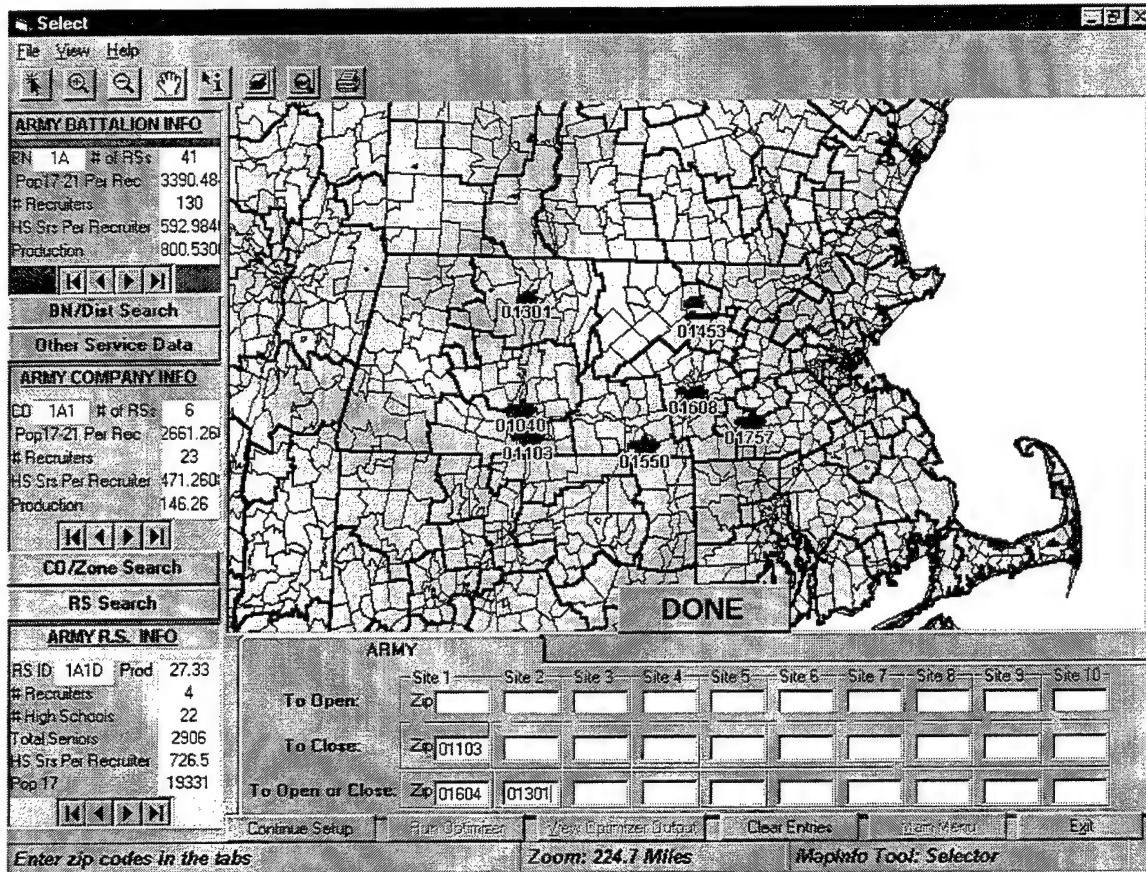 Select
File View Help
ARMY BATTALION INFO
BN 1A # of RSs 41
Pop17-21 Per Rec 3390.48
# Recruiters 130
HS Srs Per Recruiter 592.984
Production 800.530
BN/Dist Search
Other Service Data
ARMY COMPANY INFO
CO 1A1 # of RSs 6
Pop17-21 Per Rec 2661.26
# Recruiters 23
HS Srs Per Recruiter 471.260
Production 146.26
CO/Zone Search
RS Search
ARMY R.S. INFO
RS ID 1A1D Prod 27.33
# Recruiters 4
# High Schools 22
Total Seniors 2906
HS Srs Per Recruiter 726.5
Pop 17 19331
01301
01453
01608
01040
01757
01103
01550
DONE
ARMY
Site 1 Site 2 Site 3 Site 4 Site 5 Site 6 Site 7 Site 8 Site 9 Site 10
To Open: Zip
To Close: Zip 01103
To Open or Close: Zip 01604 01301
Continue Setup Run Optimizer View Optimizer Output Clear Entries Main Menu Exit
Enter zip codes in the tabs Zoom: 224.7 Miles MapInfo Tool: Selector